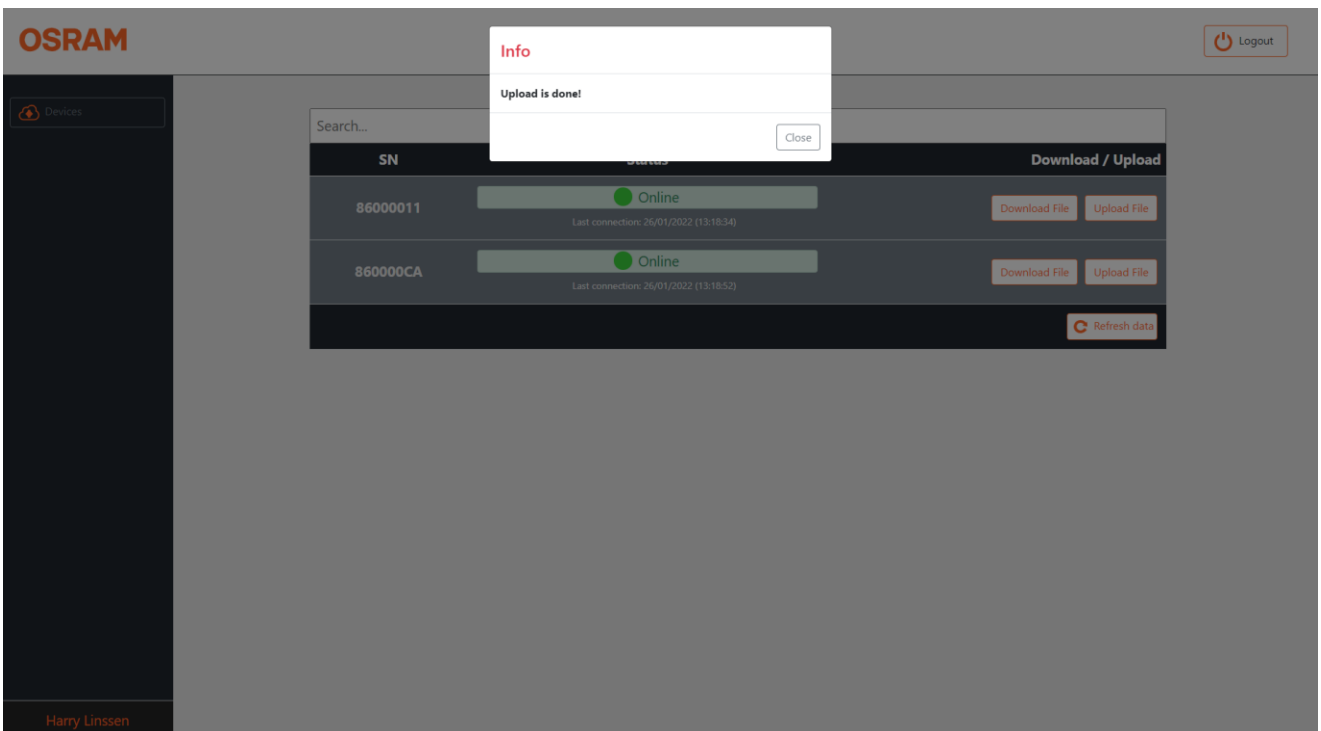 OSRAM
Logout
Info
Upload is done!
Close
Devices
Search...
SN Status Download / Upload
86000011 Online Download File Upload File
Last connection: 26/01/2022 (13:18:34)
860000CA Online Download File Upload File
Last connection: 26/01/2022 (13:18:52)
Refresh data
Harry Linssen